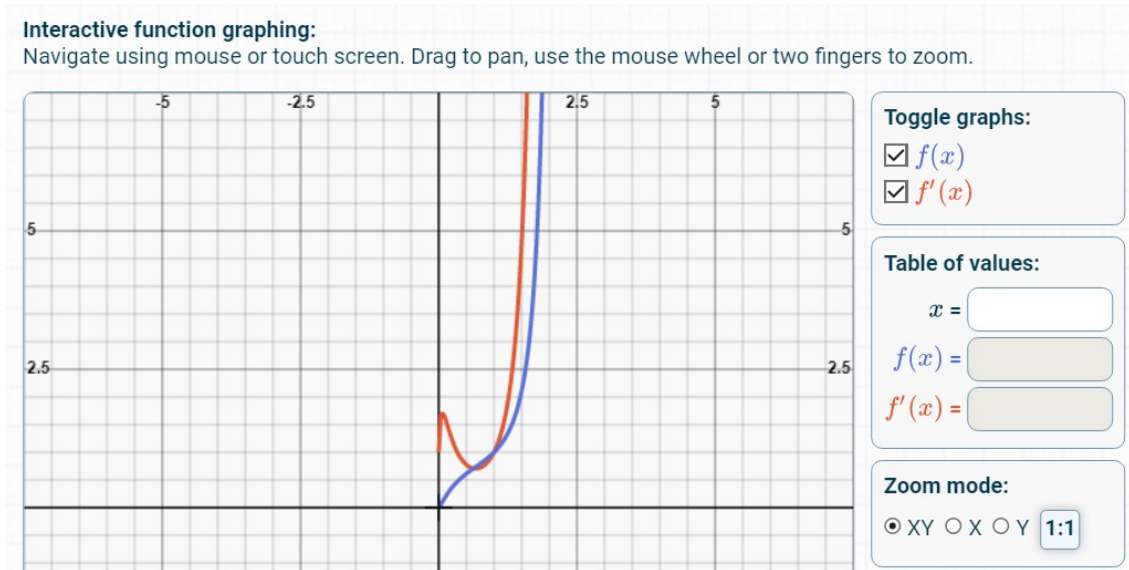 Interactive function graphing:
Navigate using mouse or touch screen. Drag to pan, use the mouse wheel or two fingers to zoom.
-5 -2.5 2.5 5
5 5
2.5 2.5
Toggle graphs:
f(x)
f′(x)
Table of values:
x =
f(x) =
f′(x) =
Zoom mode:
XY X Y 1:1